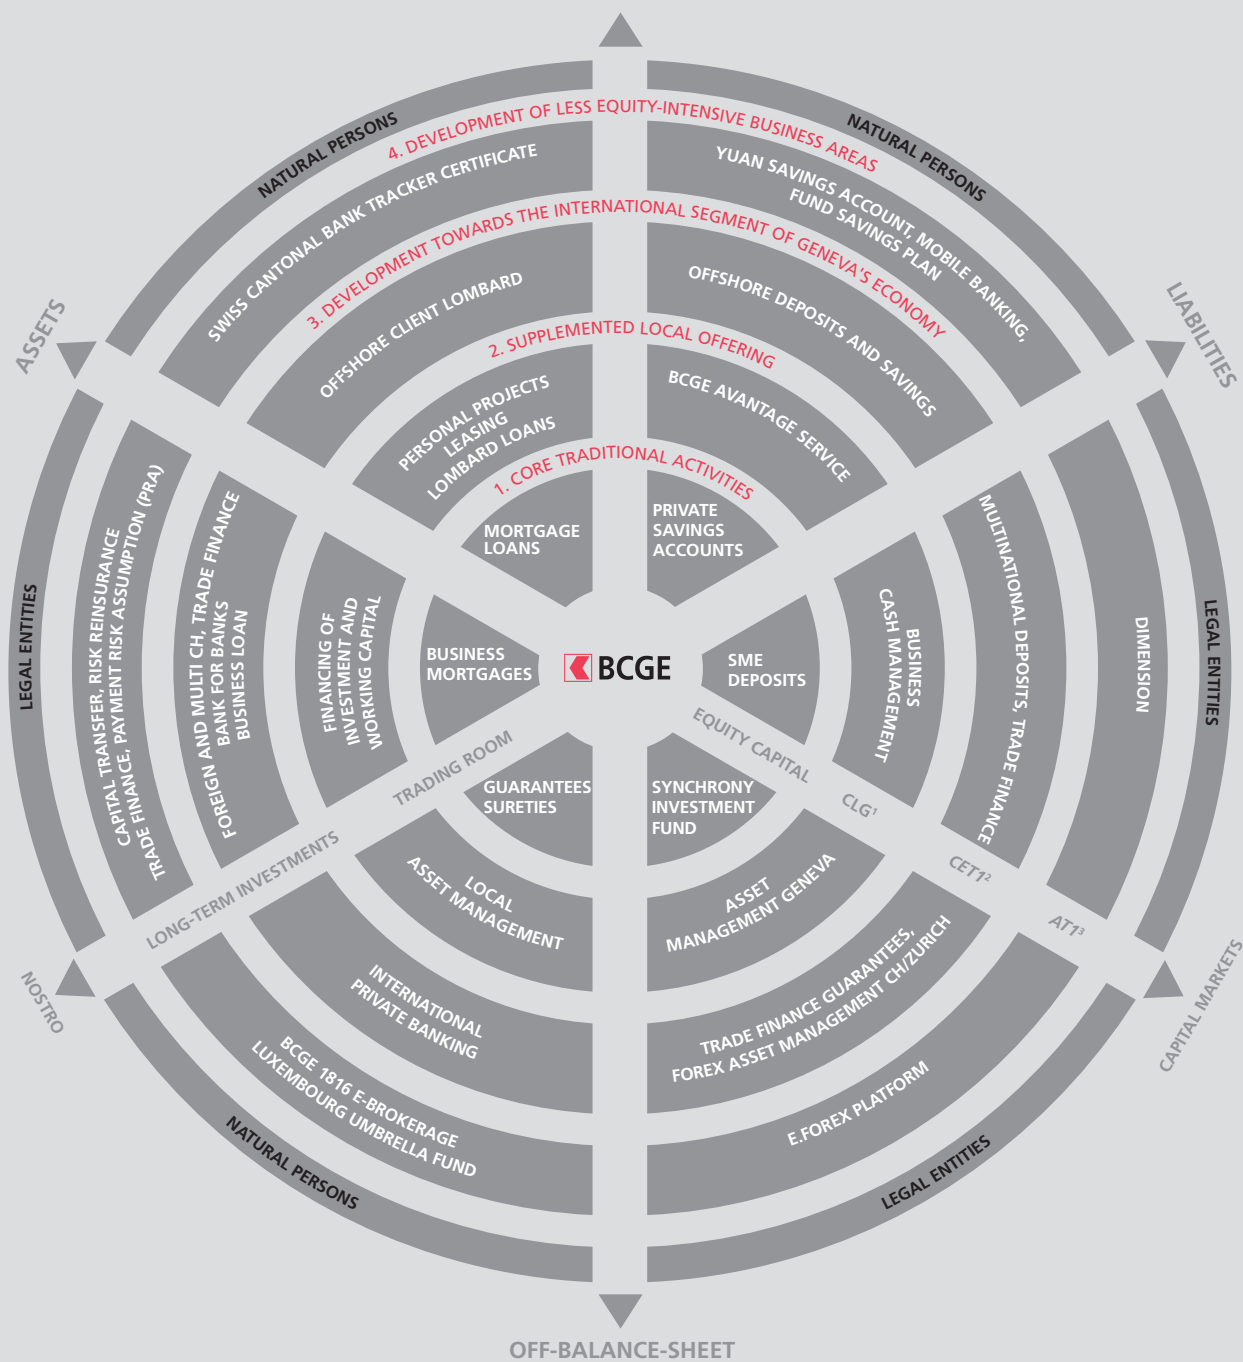 NATURAL PERSONS
NATURAL PERSONS
4. DEVELOPMENT OF LESS EQUITY-INTENSIVE BUSINESS AREAS
SWISS CANTONAL BANK TRACKER CERTIFICATE
YUAN SAVINGS ACCOUNT, MOBILE BANKING,
FUND SAVINGS PLAN
3. DEVELOPMENT TOWARDS THE INTERNATIONAL SEGMENT OF GENEVA'S ECONOMY
OFFSHORE CLIENT LOMBARD
OFFSHORE DEPOSITS AND SAVINGS
ASSETS
LIABILITIES
2. SUPPLEMENTED LOCAL OFFERING
PERSONAL PROJECTS
LEASING
LOMBARD LOANS
BCGE AVANTAGE SERVICE
1. CORE TRADITIONAL ACTIVITIES
MORTGAGE
LOANS
PRIVATE
SAVINGS
ACCOUNTS
LEGAL ENTITIES
CAPITAL TRANSFER, RISK REINSURANCE
TRADE FINANCE, PAYMENT RISK ASSUMPTION (PRA)
FOREIGN AND MULTI CH, TRADE FINANCE
BANK FOR BANKS
BUSINESS LOAN
FINANCING OF
INVESTMENT AND
WORKING CAPITAL
BUSINESS
MORTGAGES
BCGE
SME
DEPOSITS
BUSINESS
CASH MANAGEMENT
MULTINATIONAL DEPOSITS, TRADE FINANCE
DIMENSION
LEGAL ENTITIES
TRADING ROOM
LONG-TERM INVESTMENTS
NOSTRO
EQUITY CAPITAL
CLG¹
CET1²
AT1³
CAPITAL MARKETS
GUARANTEES
SURETIES
SYNCHRONY
INVESTMENT
FUND
LOCAL
ASSET MANAGEMENT
ASSET
MANAGEMENT GENEVA
INTERNATIONAL
PRIVATE BANKING
TRADE FINANCE GUARANTEES,
FOREX ASSET MANAGEMENT CH/ZURICH
BCGE 1816 E-BROKERAGE
LUXEMBOURG UMBRELLA FUND
E.FOREX PLATFORM
NATURAL PERSONS
LEGAL ENTITIES
OFF-BALANCE-SHEET